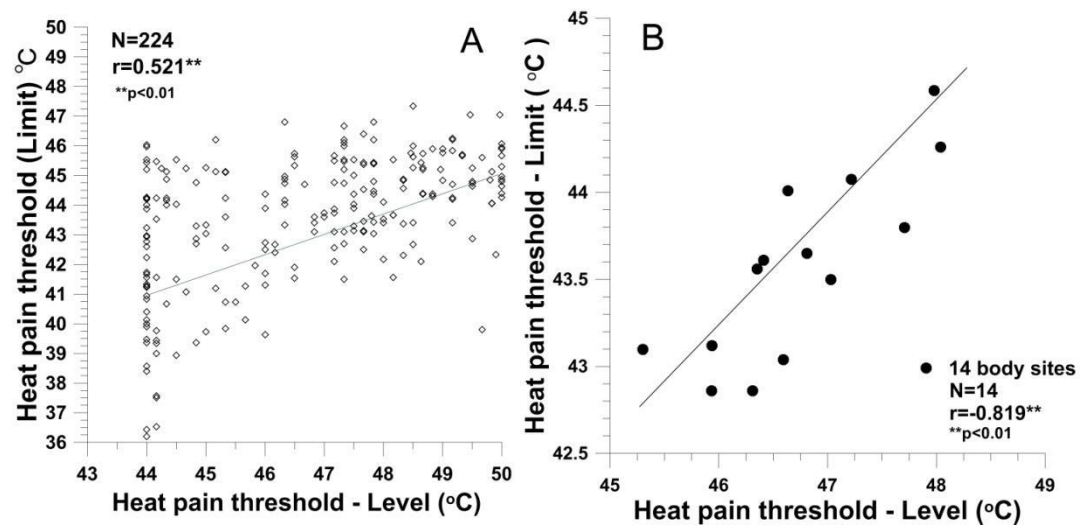 A
N=224
r=0.521**
**p<0.01
Heat pain threshold (Limit) °C
50
49
48
47
46
45
44
43
42
41
40
39
38
37
36
43 44 45 46 47 48 49 50
Heat pain threshold - Level (°C)
B
Heat pain threshold - Limit (°C)
45
44.5
44
43.5
43
42.5
14 body sites
N=14
r=-0.819**
**p<0.01
45 46 47 48 49
Heat pain threshold - Level (°C)